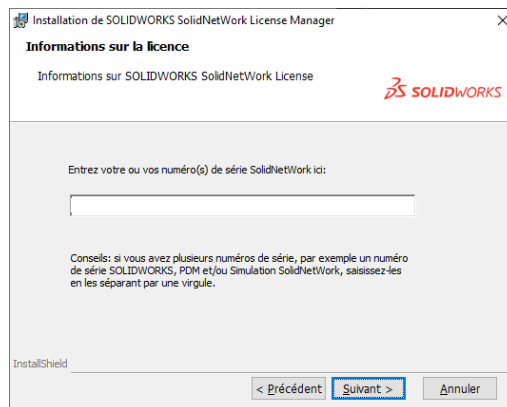 Installation de SOLIDWORKS SolidNetWork License Manager
Informations sur la licence
Informations sur SOLIDWORKS SolidNetWork License
SOLIDWORKS
Entrez votre ou vos numéro(s) de série SolidNetWork ici:
Conseils: si vous avez plusieurs numéros de série, par exemple un numéro
de série SOLIDWORKS, PDM et/ou Simulation SolidNetWork, saisissez-les
en les séparant par une virgule.
InstallShield
< Précédent Suivant > Annuler